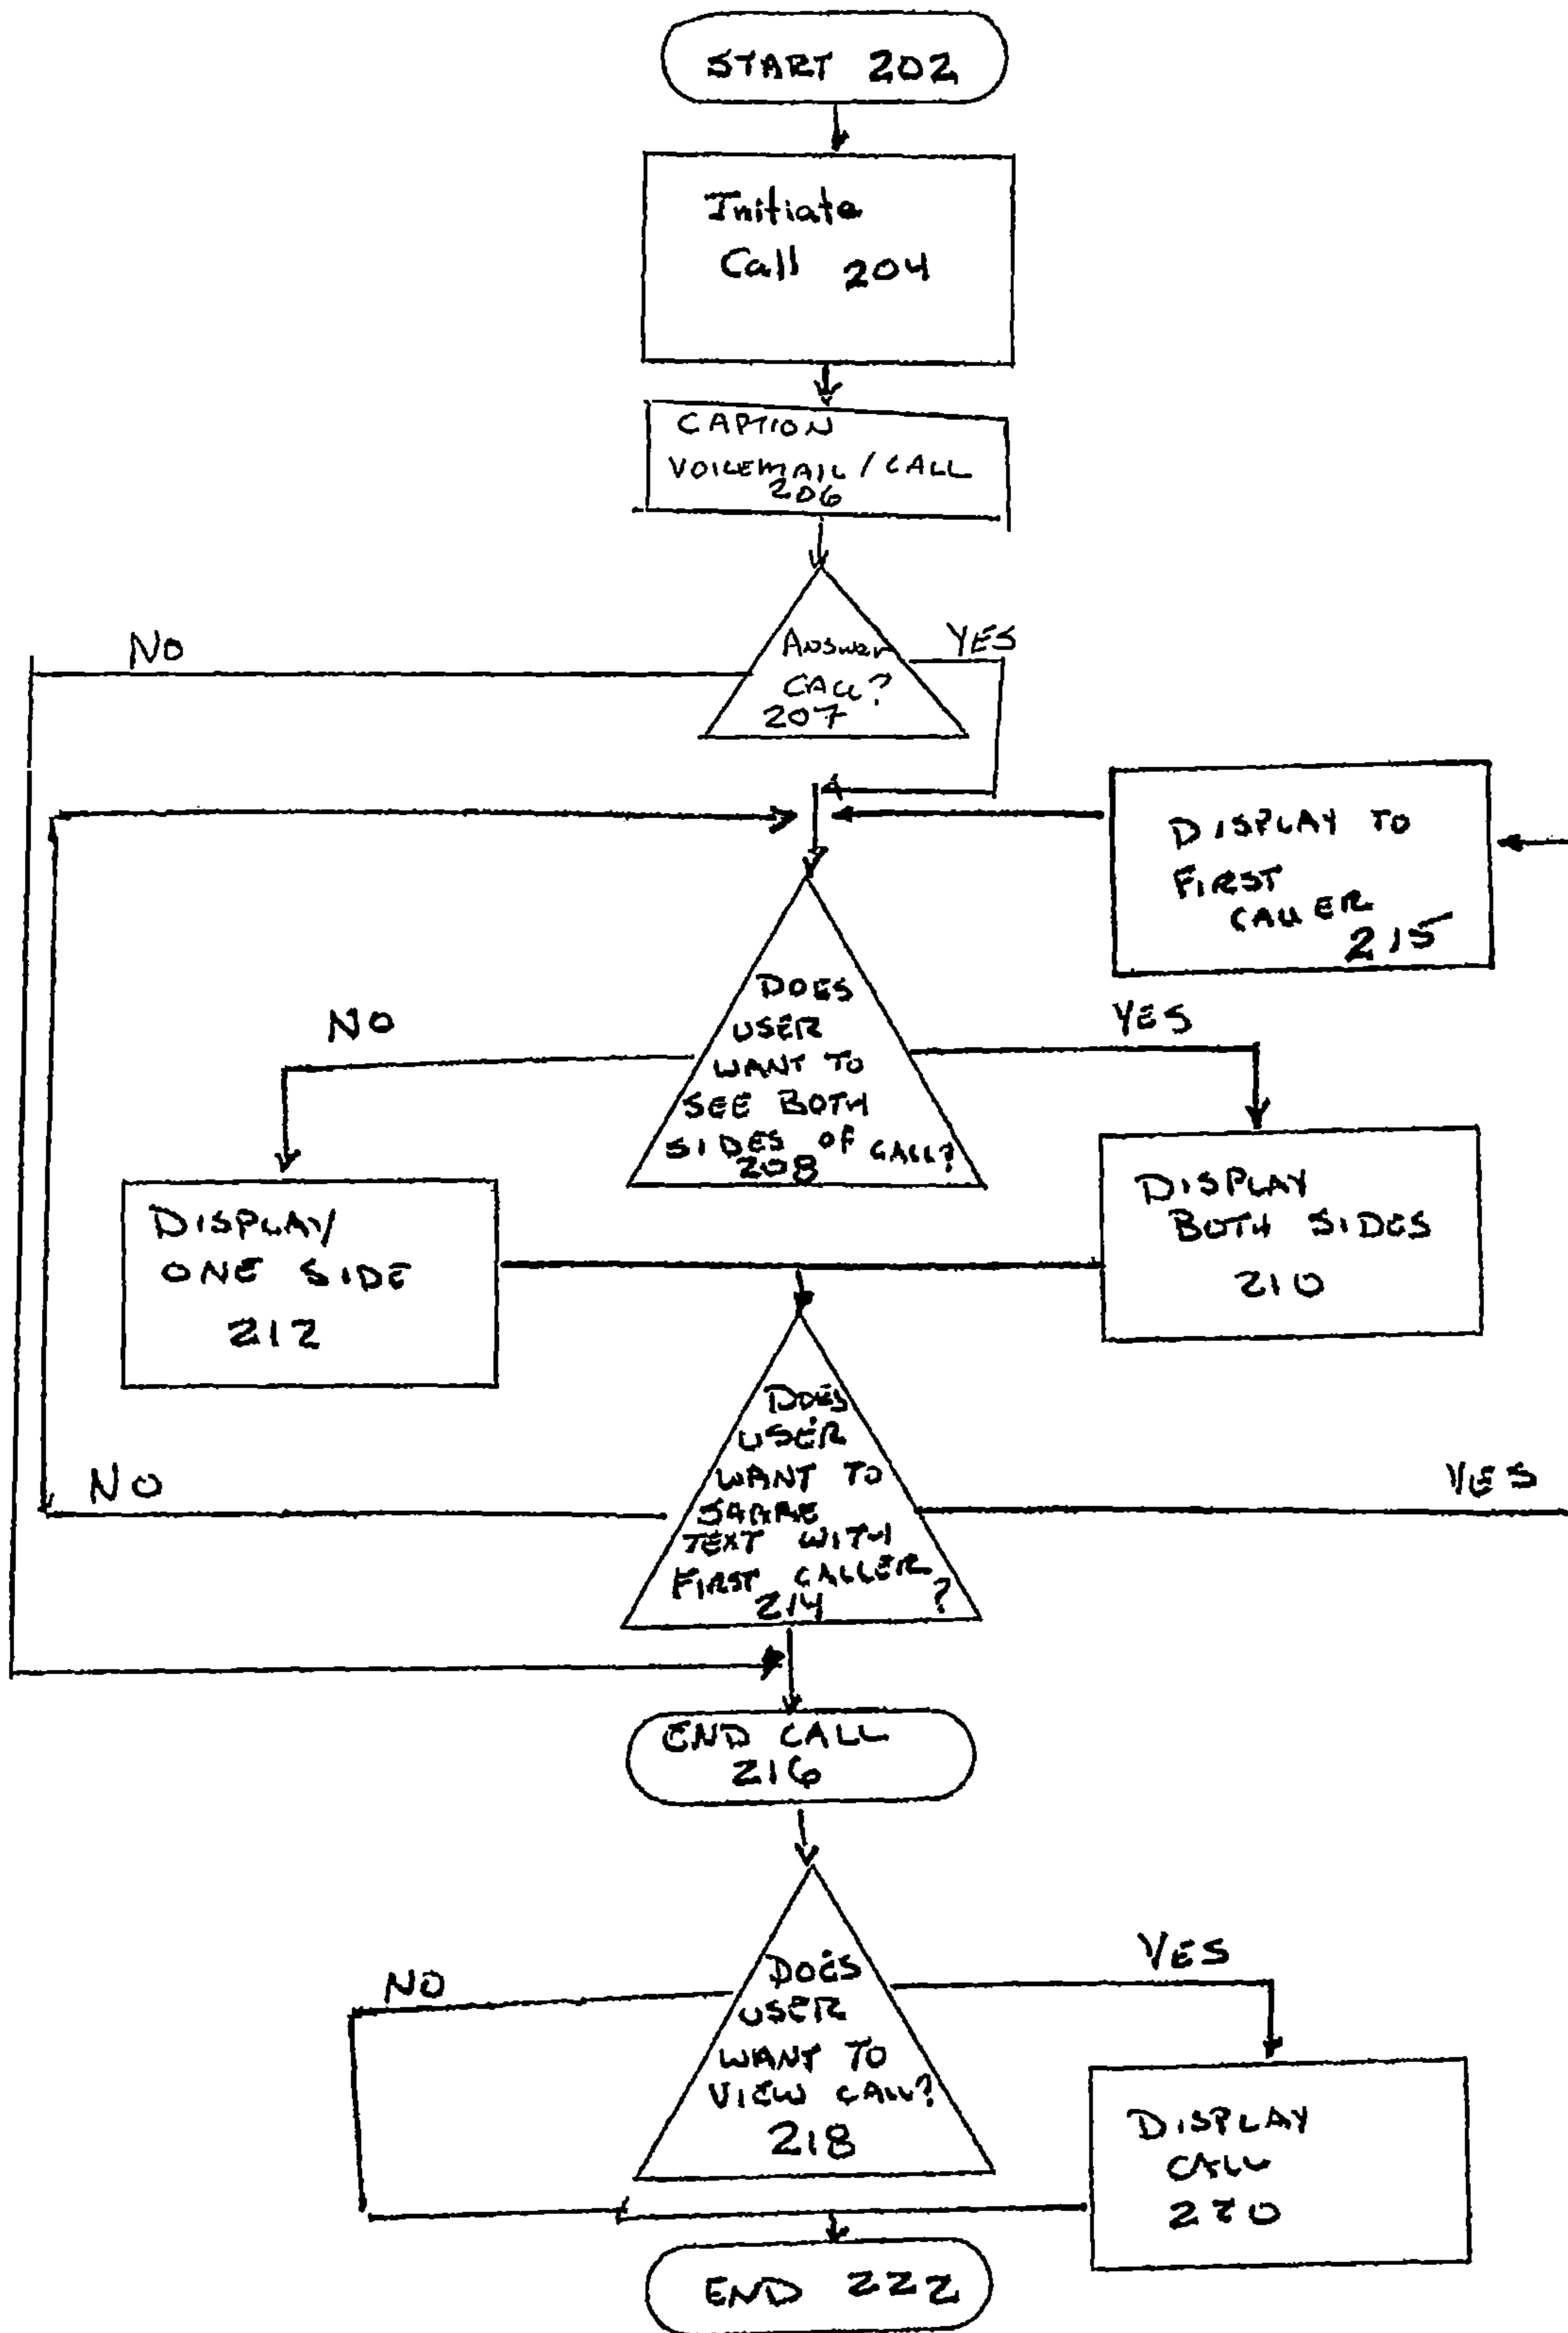 START 202
Initiate
Call 204
CAPTION
VOICEMAIL / CALL
206
NO
YES
Answer
CALL?
207
DISPLAY TO
FIRST
CALLER
215
DOES
USER
WANT TO
SEE BOTH
SIDES OF CALL?
208
NO
YES
DISPLAY
ONE SIDE
212
DISPLAY
BOTH SIDES
210
DOES
USER
WANT TO
SHARE
TEXT WITH
FIRST CALLER
?
214
NO
YES
END CALL
216
DOES
USER
WANT TO
VIEW CALL?
218
NO
YES
DISPLAY
CALL
220
END 222